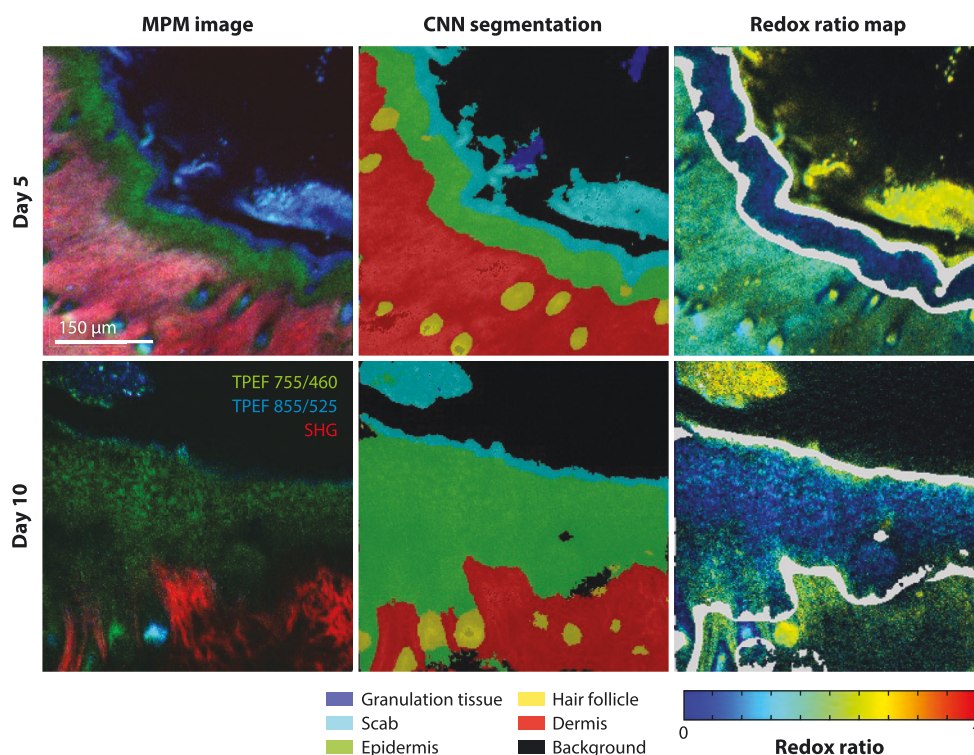 MPM image
CNN segmentation
Redox ratio map
Day 5
150 μm
Day 10
TPEF 755/460
TPEF 855/525
SHG
Granulation tissue
Hair follicle
Scab
Dermis
Epidermis
Background
0
Redox ratio